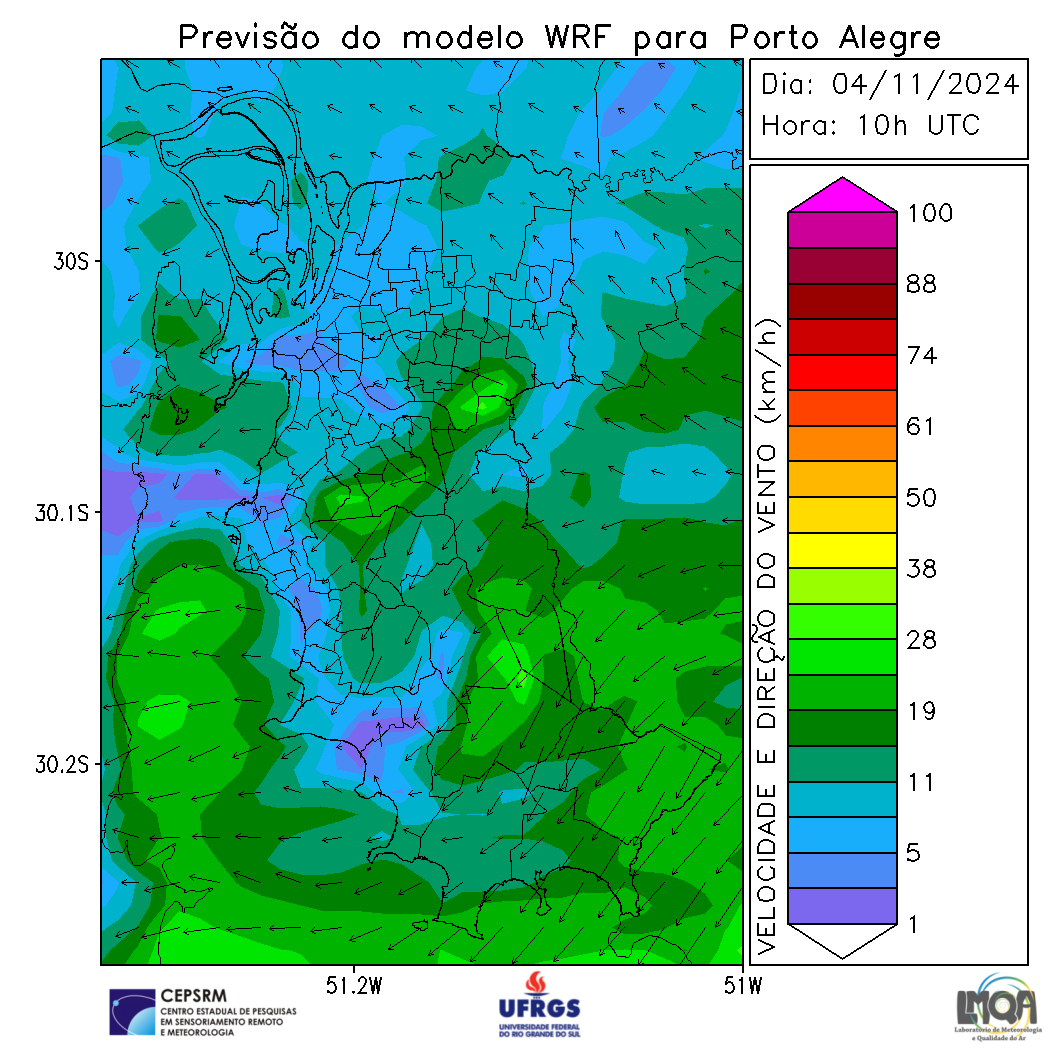 Previsão do modelo WRF para Porto Alegre
Dia: 04/11/2024
Hora: 10h UTC
30S
30.1S
30.2S
51.2W
51W
VELOCIDADE E DIREÇÃO DO VENTO (km/h)
100
88
74
61
50
38
28
19
11
5
1
CEPSRM
CENTRO ESTADUAL DE PESQUISAS
EM SENSORIAMENTO REMOTO
E METEOROLOGIA
UFRGS
UNIVERSIDADE FEDERAL
DO RIO GRANDE DO SUL
LMQA
Laboratório de Meteorologia
e Qualidade do Ar